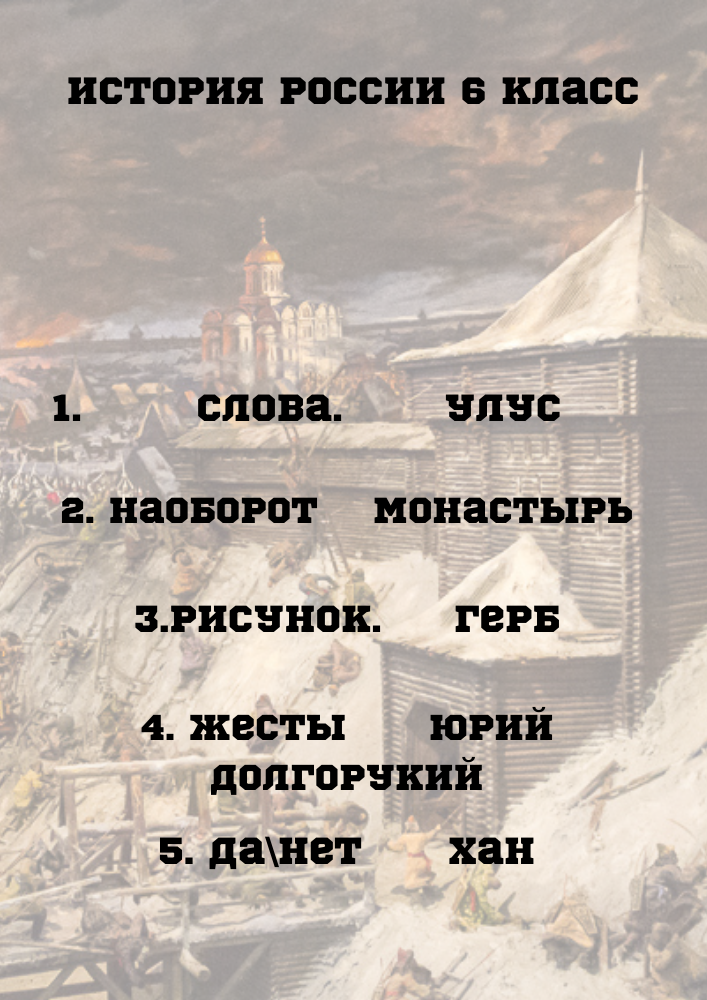 ИСТОРИЯ РОССИИ 6 КЛАСС
1. СЛОВА. УЛУС
2. НАОБОРОТ МОНАСТЫРЬ
3.РИСУНОК. ГЕРБ
4. ЖЕСТЫ ЮРИЙ
ДОЛГОРУКИЙ
5. ДА\НЕТ ХАН